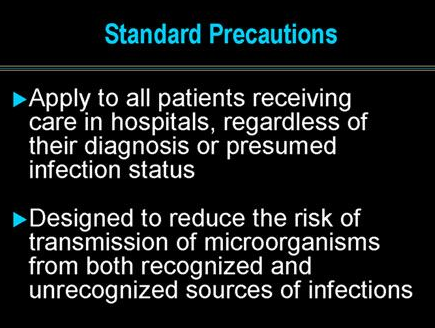 Standard Precautions
Apply to all patients receiving
care in hospitals, regardless of
their diagnosis or presumed
infection status
Designed to reduce the risk of
transmission of microorganisms
from both recognized and
unrecognized sources of infections